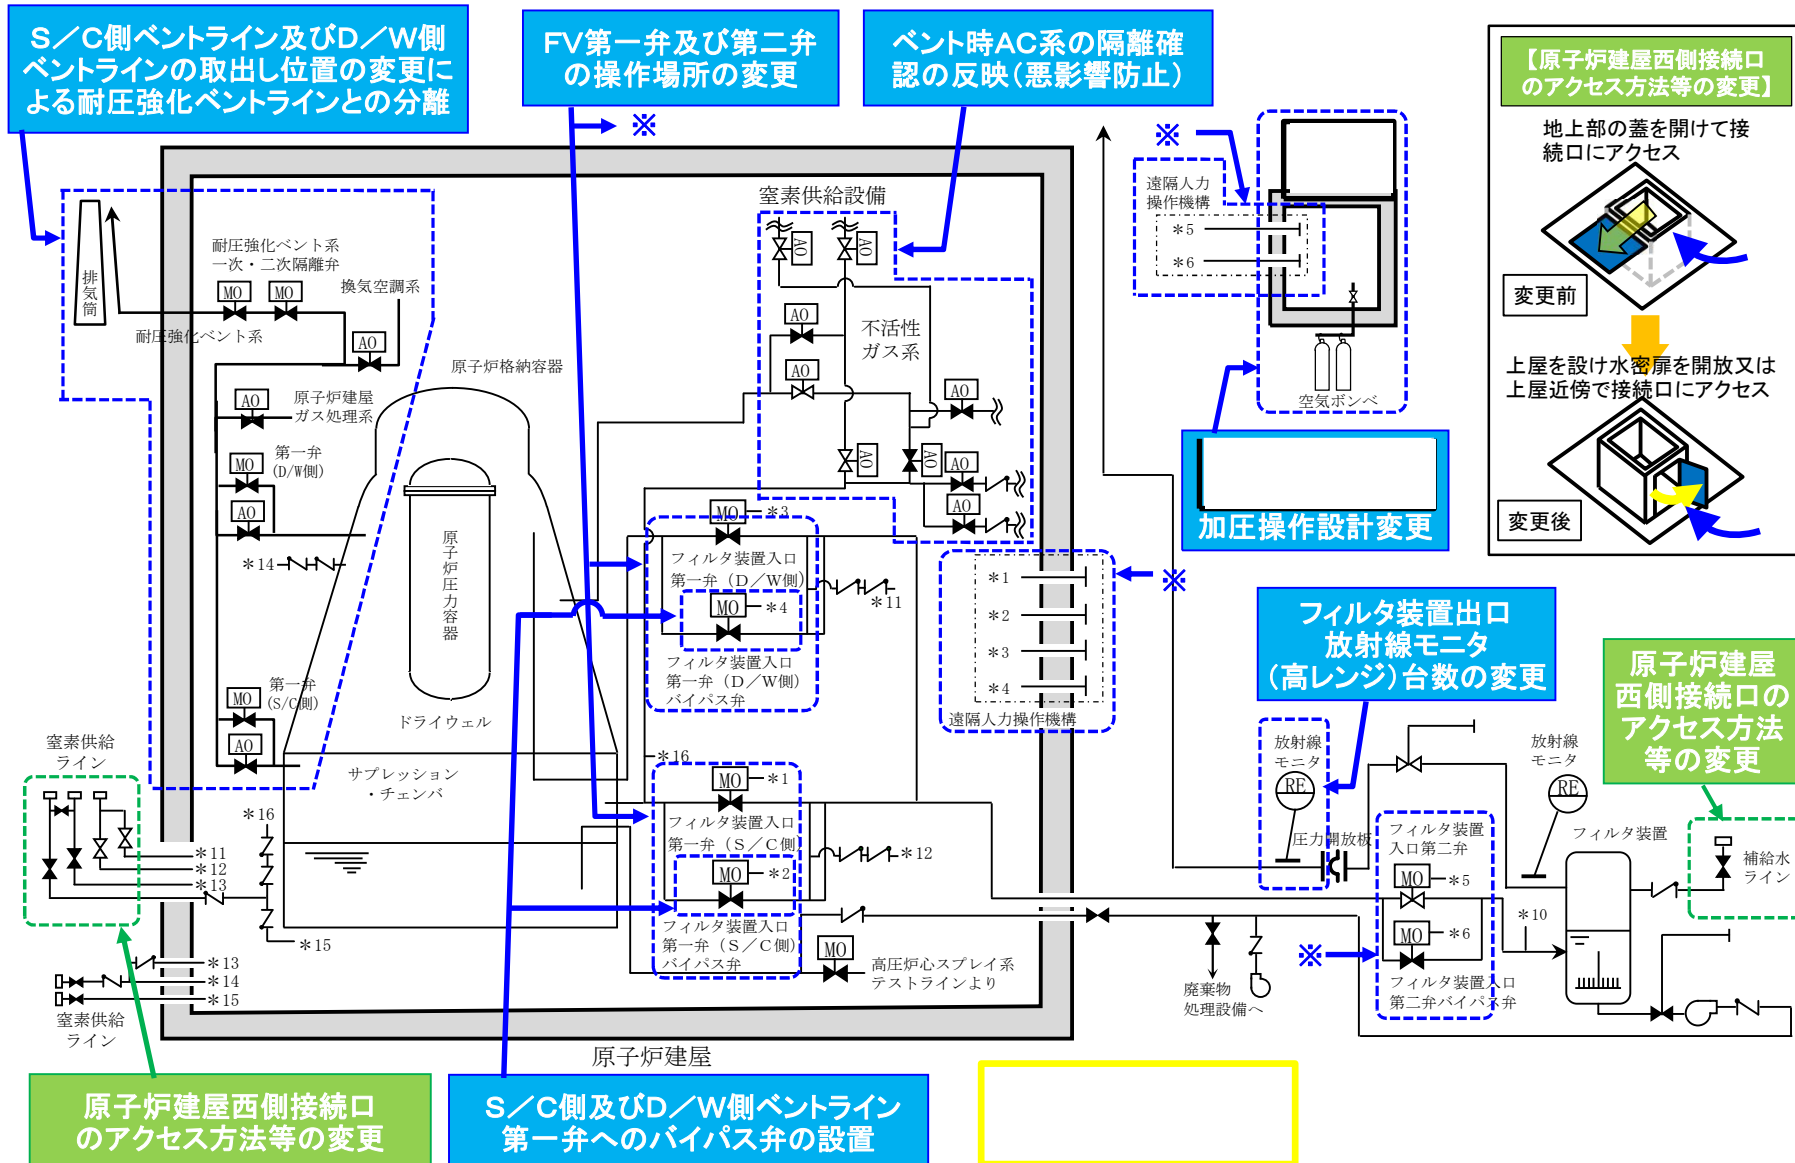 S／C側ベントライン及びD／W側
ベントラインの取出し位置の変更に
よる耐圧強化ベントラインとの分離
FV第一弁及び第二弁
の操作場所の変更
ベント時AC系の隔離確
認の反映(悪影響防止)
【原子炉建屋西側接続口
のアクセス方法等の変更】
地上部の蓋を開けて接
続口にアクセス
変更前
上屋を設け水密扉を開放又は
上屋近傍で接続口にアクセス
変更後
※
※
遠隔人力
操作機構
＊5
＊6
空気ボンベ
加圧操作設計変更
窒素供給設備
AO
AO
AO
AO
不活性
ガス系
AO
AO
AO
AO
AO
排気筒
耐圧強化ベント系
一次・二次隔離弁
MO
MO
換気空調系
耐圧強化ベント系
AO
原子炉格納容器
AO
原子炉建屋
ガス処理系
第一弁
(D/W側)
MO
AO
＊14
原子炉圧力容器
ドライウェル
第一弁
(S/C側)
MO
AO
サプレッション
・チェンバ
MO
＊3
フィルタ装置入口
第一弁（D／W側）
MO
＊4
＊11
フィルタ装置入口
第一弁（D／W側）
バイパス弁
＊1
＊2
＊3
＊4
遠隔人力操作機構
※
フィルタ装置出口
放射線モニタ
(高レンジ)台数の変更
原子炉建屋
西側接続口の
アクセス方法
等の変更
＊16
MO
＊1
フィルタ装置入口
第一弁（S／C側）
MO
＊2
＊12
フィルタ装置入口
第一弁（S／C側）
バイパス弁
MO
高圧炉心スプレイ系
テストラインより
窒素供給
ライン
＊16
＊11
＊12
＊13
＊15
＊13
＊14
＊15
窒素供給
ライン
放射線
モニタ
RE
圧力開放板
放射線
モニタ
RE
フィルタ装置
フィルタ装置
入口第二弁
MO
＊5
MO
＊6
＊10
※
フィルタ装置入口
第二弁バイパス弁
補給水
ライン
廃棄物
処理設備へ
原子炉建屋
原子炉建屋西側接続口
のアクセス方法等の変更
S／C側及びD／W側ベントライン
第一弁へのバイパス弁の設置